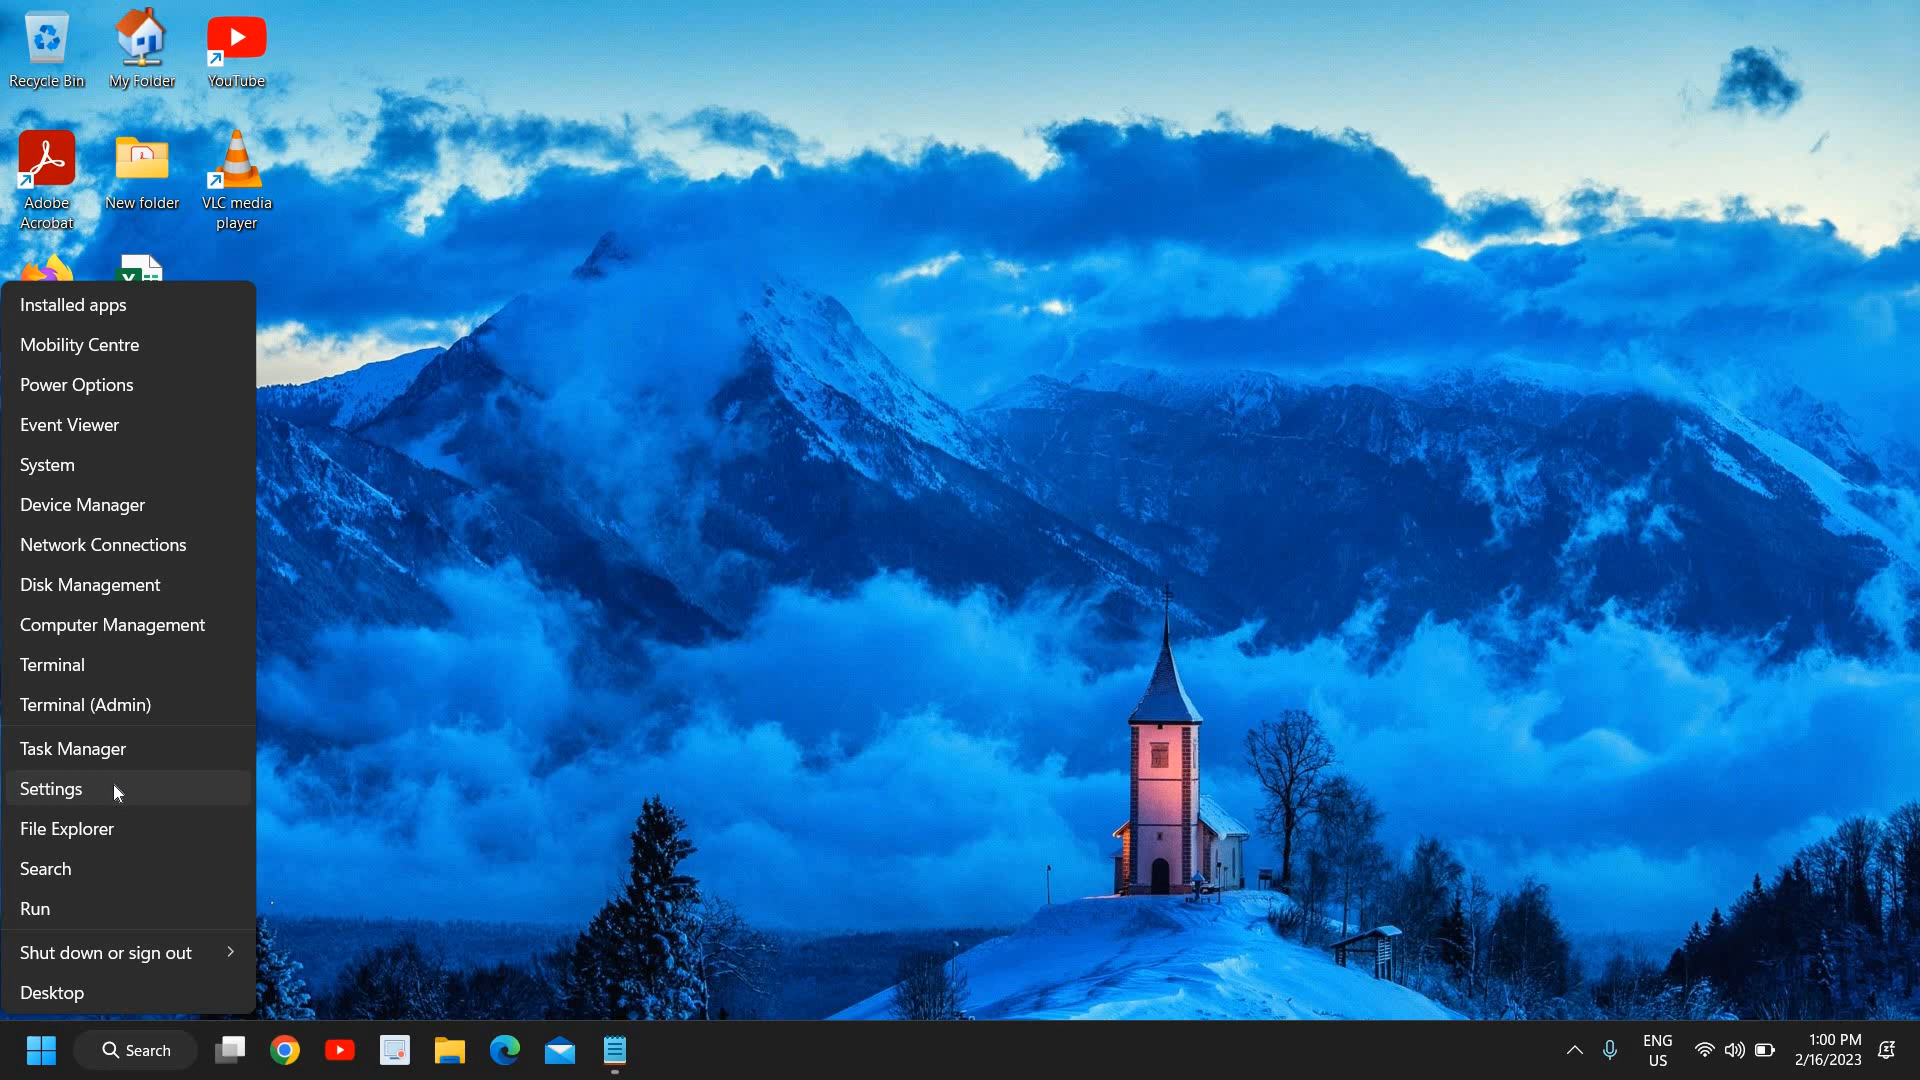 Recycle Bin
My Folder
YouTube
Adobe
Acrobat
New folder
VLC media
player
Installed apps
Mobility Centre
Power Options
Event Viewer
System
Device Manager
Network Connections
Disk Management
Computer Management
Terminal
Terminal (Admin)
Task Manager
Settings
File Explorer
Search
Run
Shut down or sign out
Desktop
Search
ENG
US
1:00 PM
2/16/2023